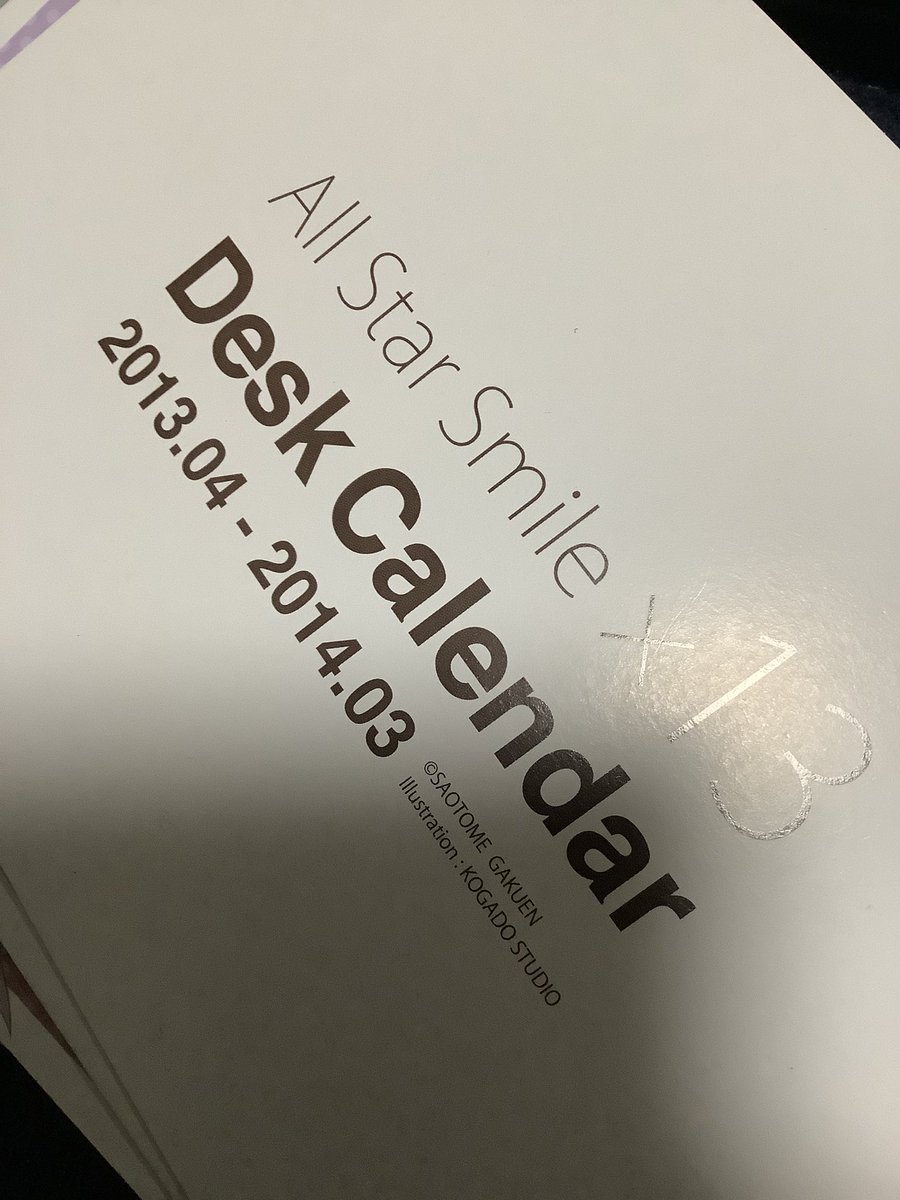 All Star Smile ×13
Desk Calendar
2013.04 - 2014.03
©SAOTOME GAKUEN
Illustration : KOGADO STUDIO